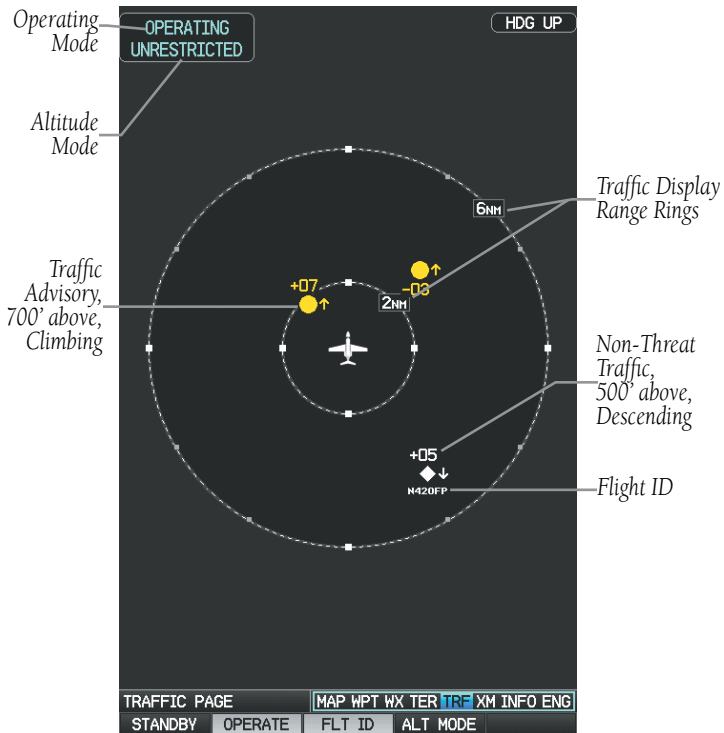 Operating
Mode
OPERATING
UNRESTRICTED
HDG UP
Altitude
Mode
6NM
Traffic Display
Range Rings
Traffic
Advisory,
700' above,
Climbing
+07
-03
2NM
Non-Threat
Traffic,
500' above,
Descending
+05
N420FP
Flight ID
TRAFFIC PAGE
MAP WPT WX TER TRF XM INFO ENG
STANDBY OPERATE FLT ID ALT MODE